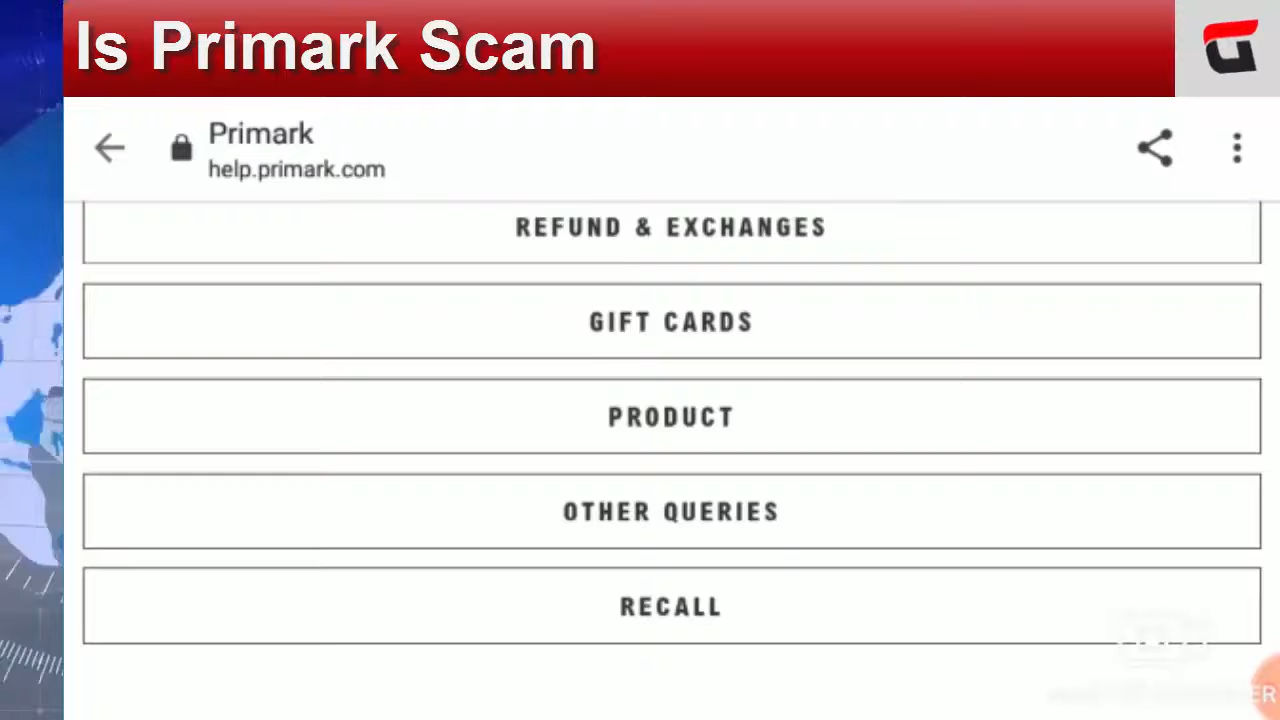 Is Primark Scam
Primark
help.primark.com
REFUND & EXCHANGES
GIFT CARDS
PRODUCT
OTHER QUERIES
RECALL